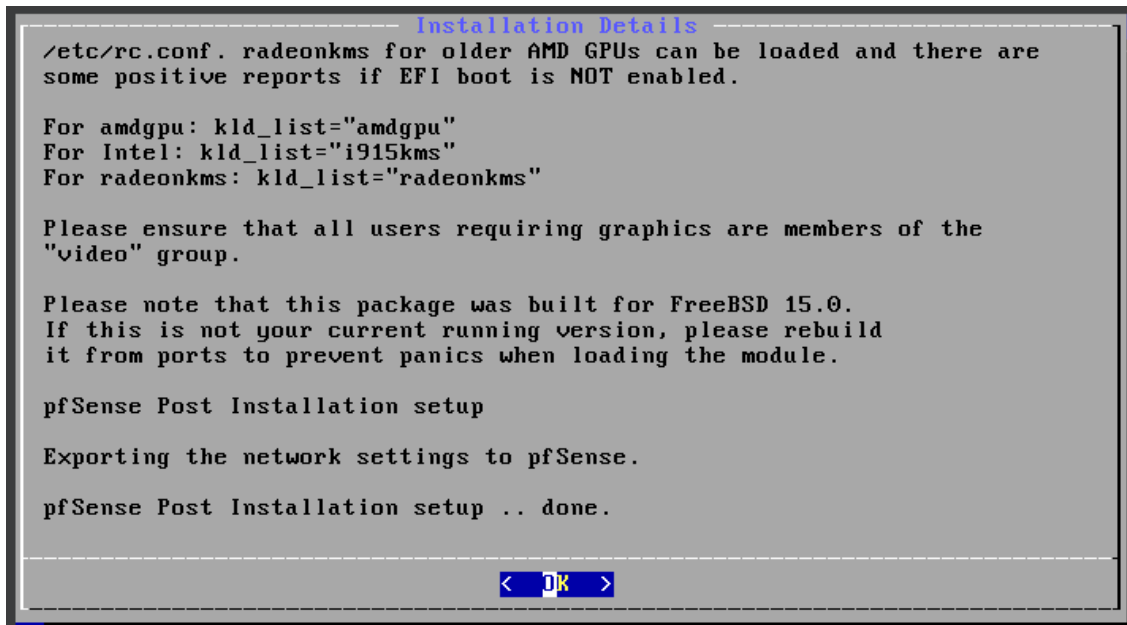 Installation Details
/etc/rc.conf. radeonkms for older AMD GPUs can be loaded and there are
some positive reports if EFI boot is NOT enabled.
For amdgpu: kld_list="amdgpu"
For Intel: kld_list="i915kms"
For radeonkms: kld_list="radeonkms"
Please ensure that all users requiring graphics are members of the
"video" group.
Please note that this package was built for FreeBSD 15.0.
If this is not your current running version, please rebuild
it from ports to prevent panics when loading the module.
pfSense Post Installation setup
Exporting the network settings to pfSense.
pfSense Post Installation setup .. done.
<  OK  >